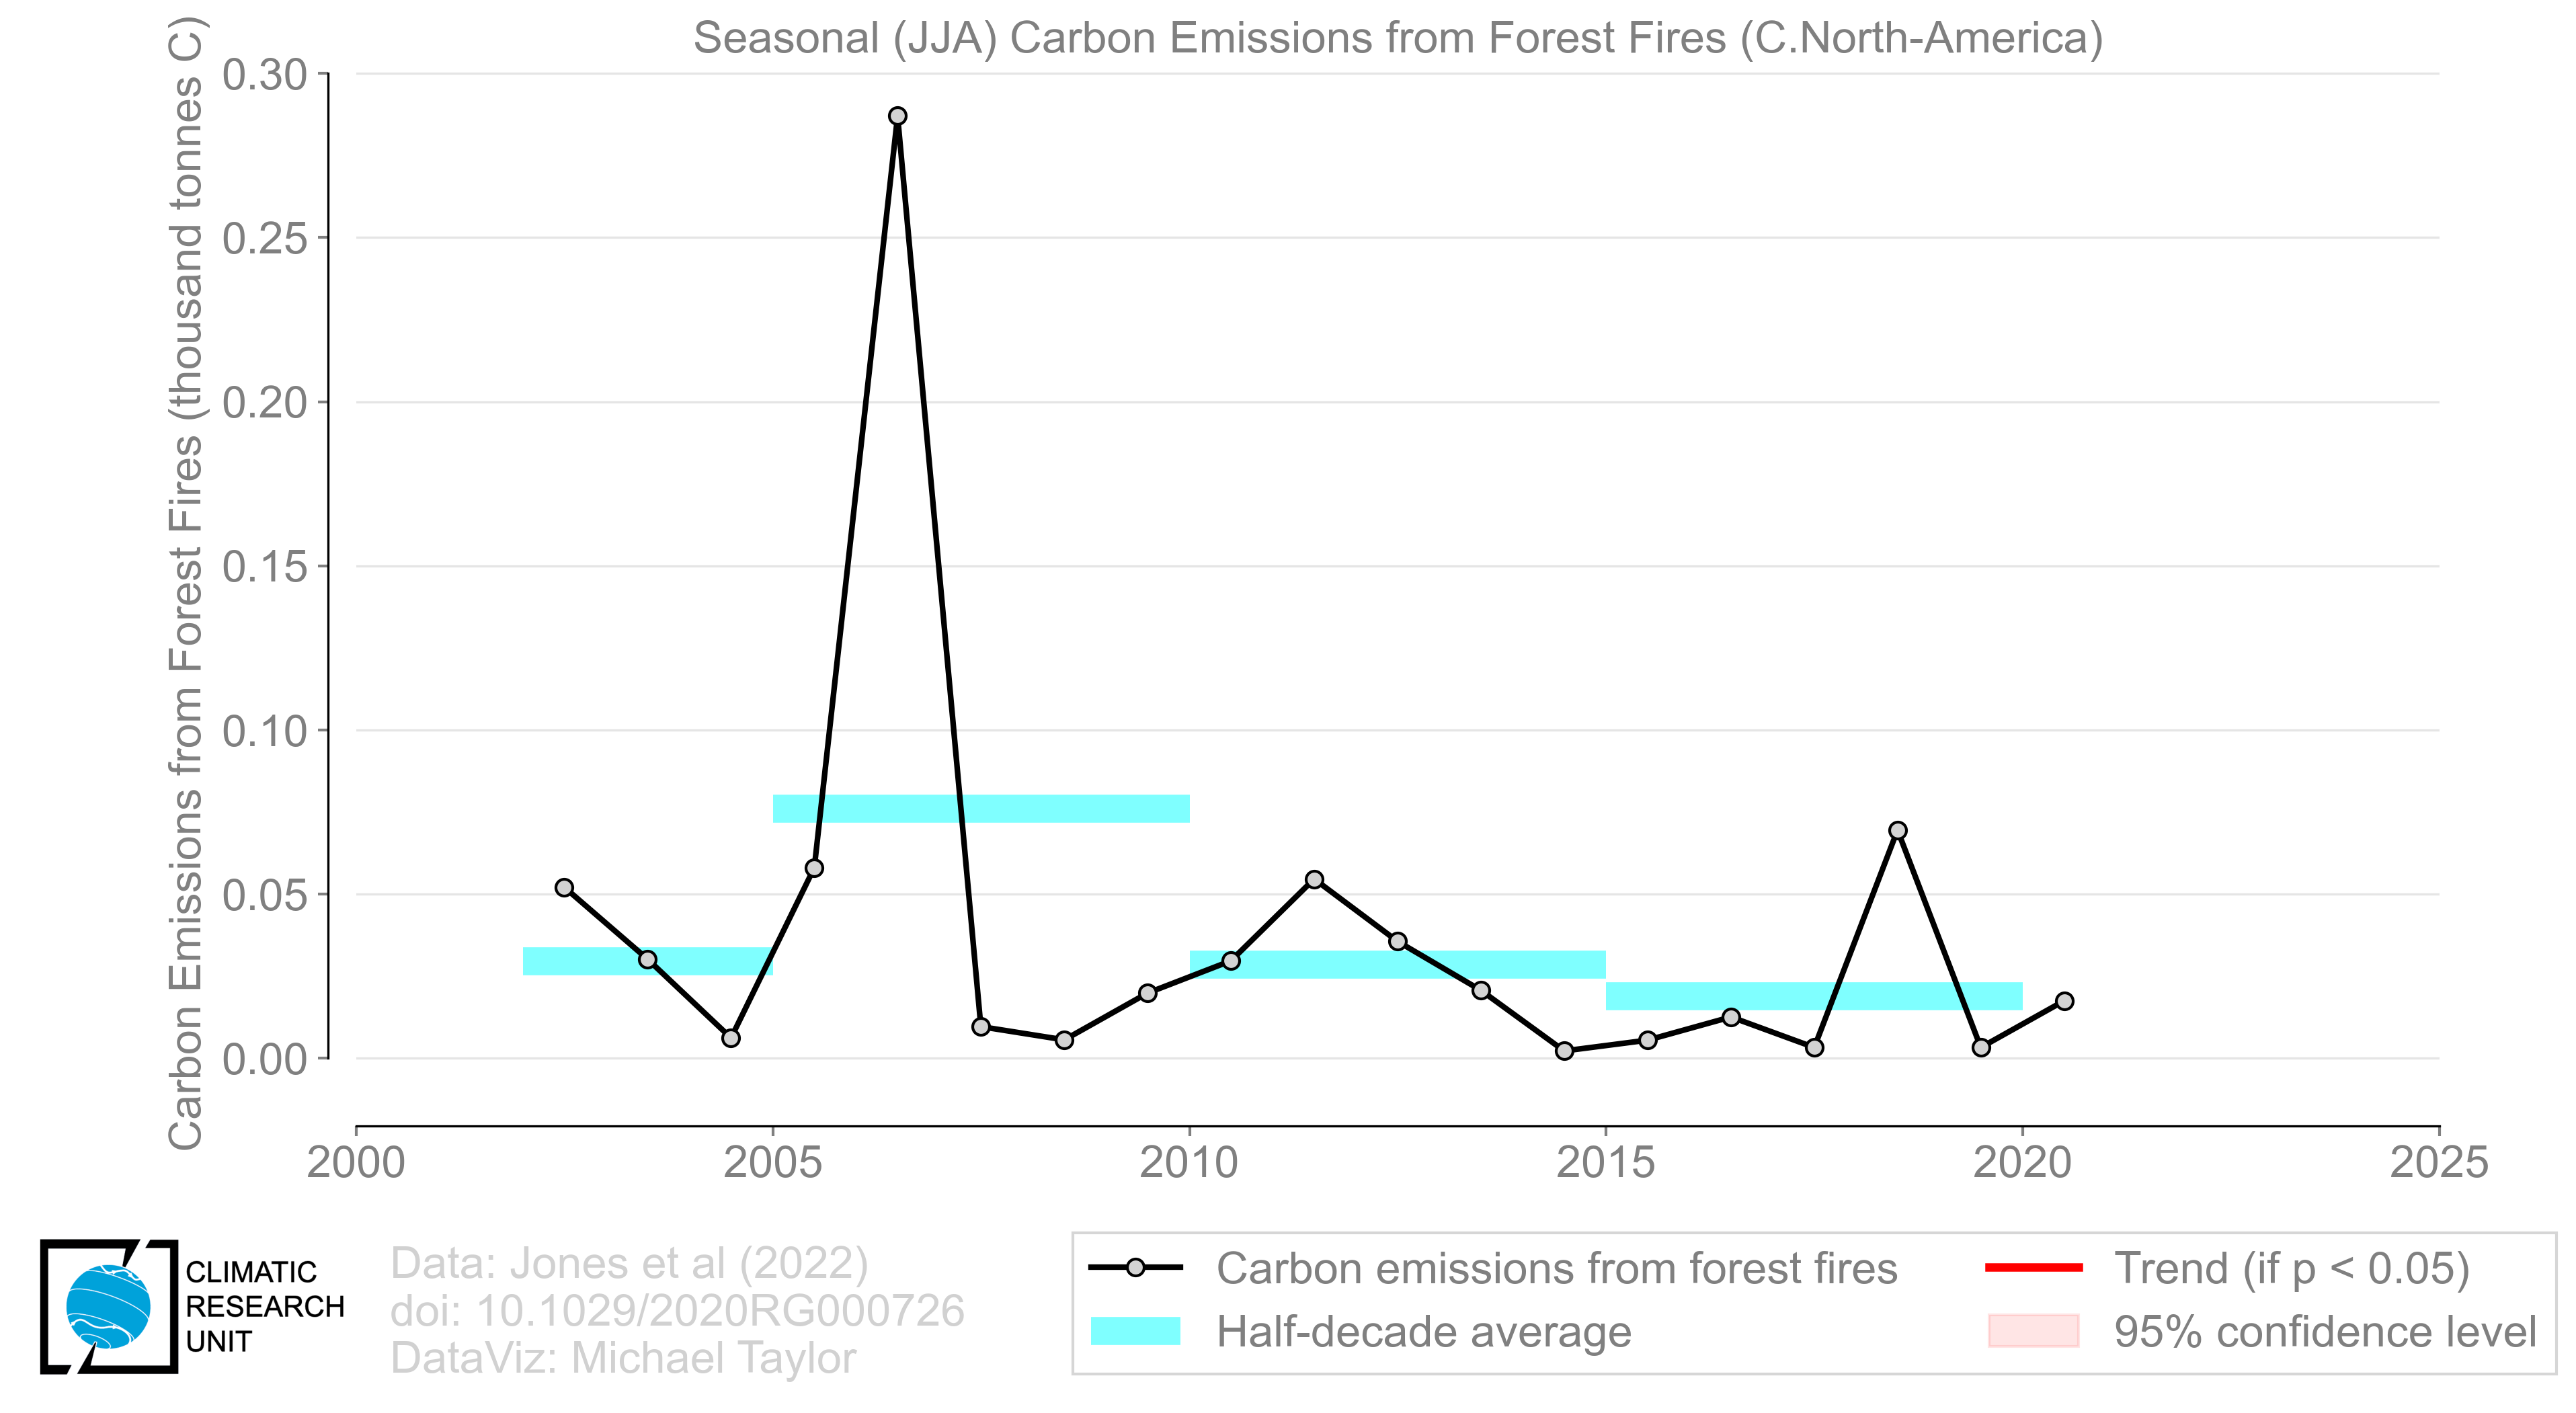 Seasonal (JJA) Carbon Emissions from Forest Fires (C.North-America)
Carbon Emissions from Forest Fires (thousand tonnes C)
0.30
0.25
0.20
0.15
0.10
0.05
0.00
2000 2005 2010 2015 2020 2025
CLIMATIC
RESEARCH
UNIT
Data: Jones et al (2022)
doi: 10.1029/2020RG000726
DataViz: Michael Taylor
Carbon emissions from forest fires
Half-decade average
Trend (if p < 0.05)
95% confidence level